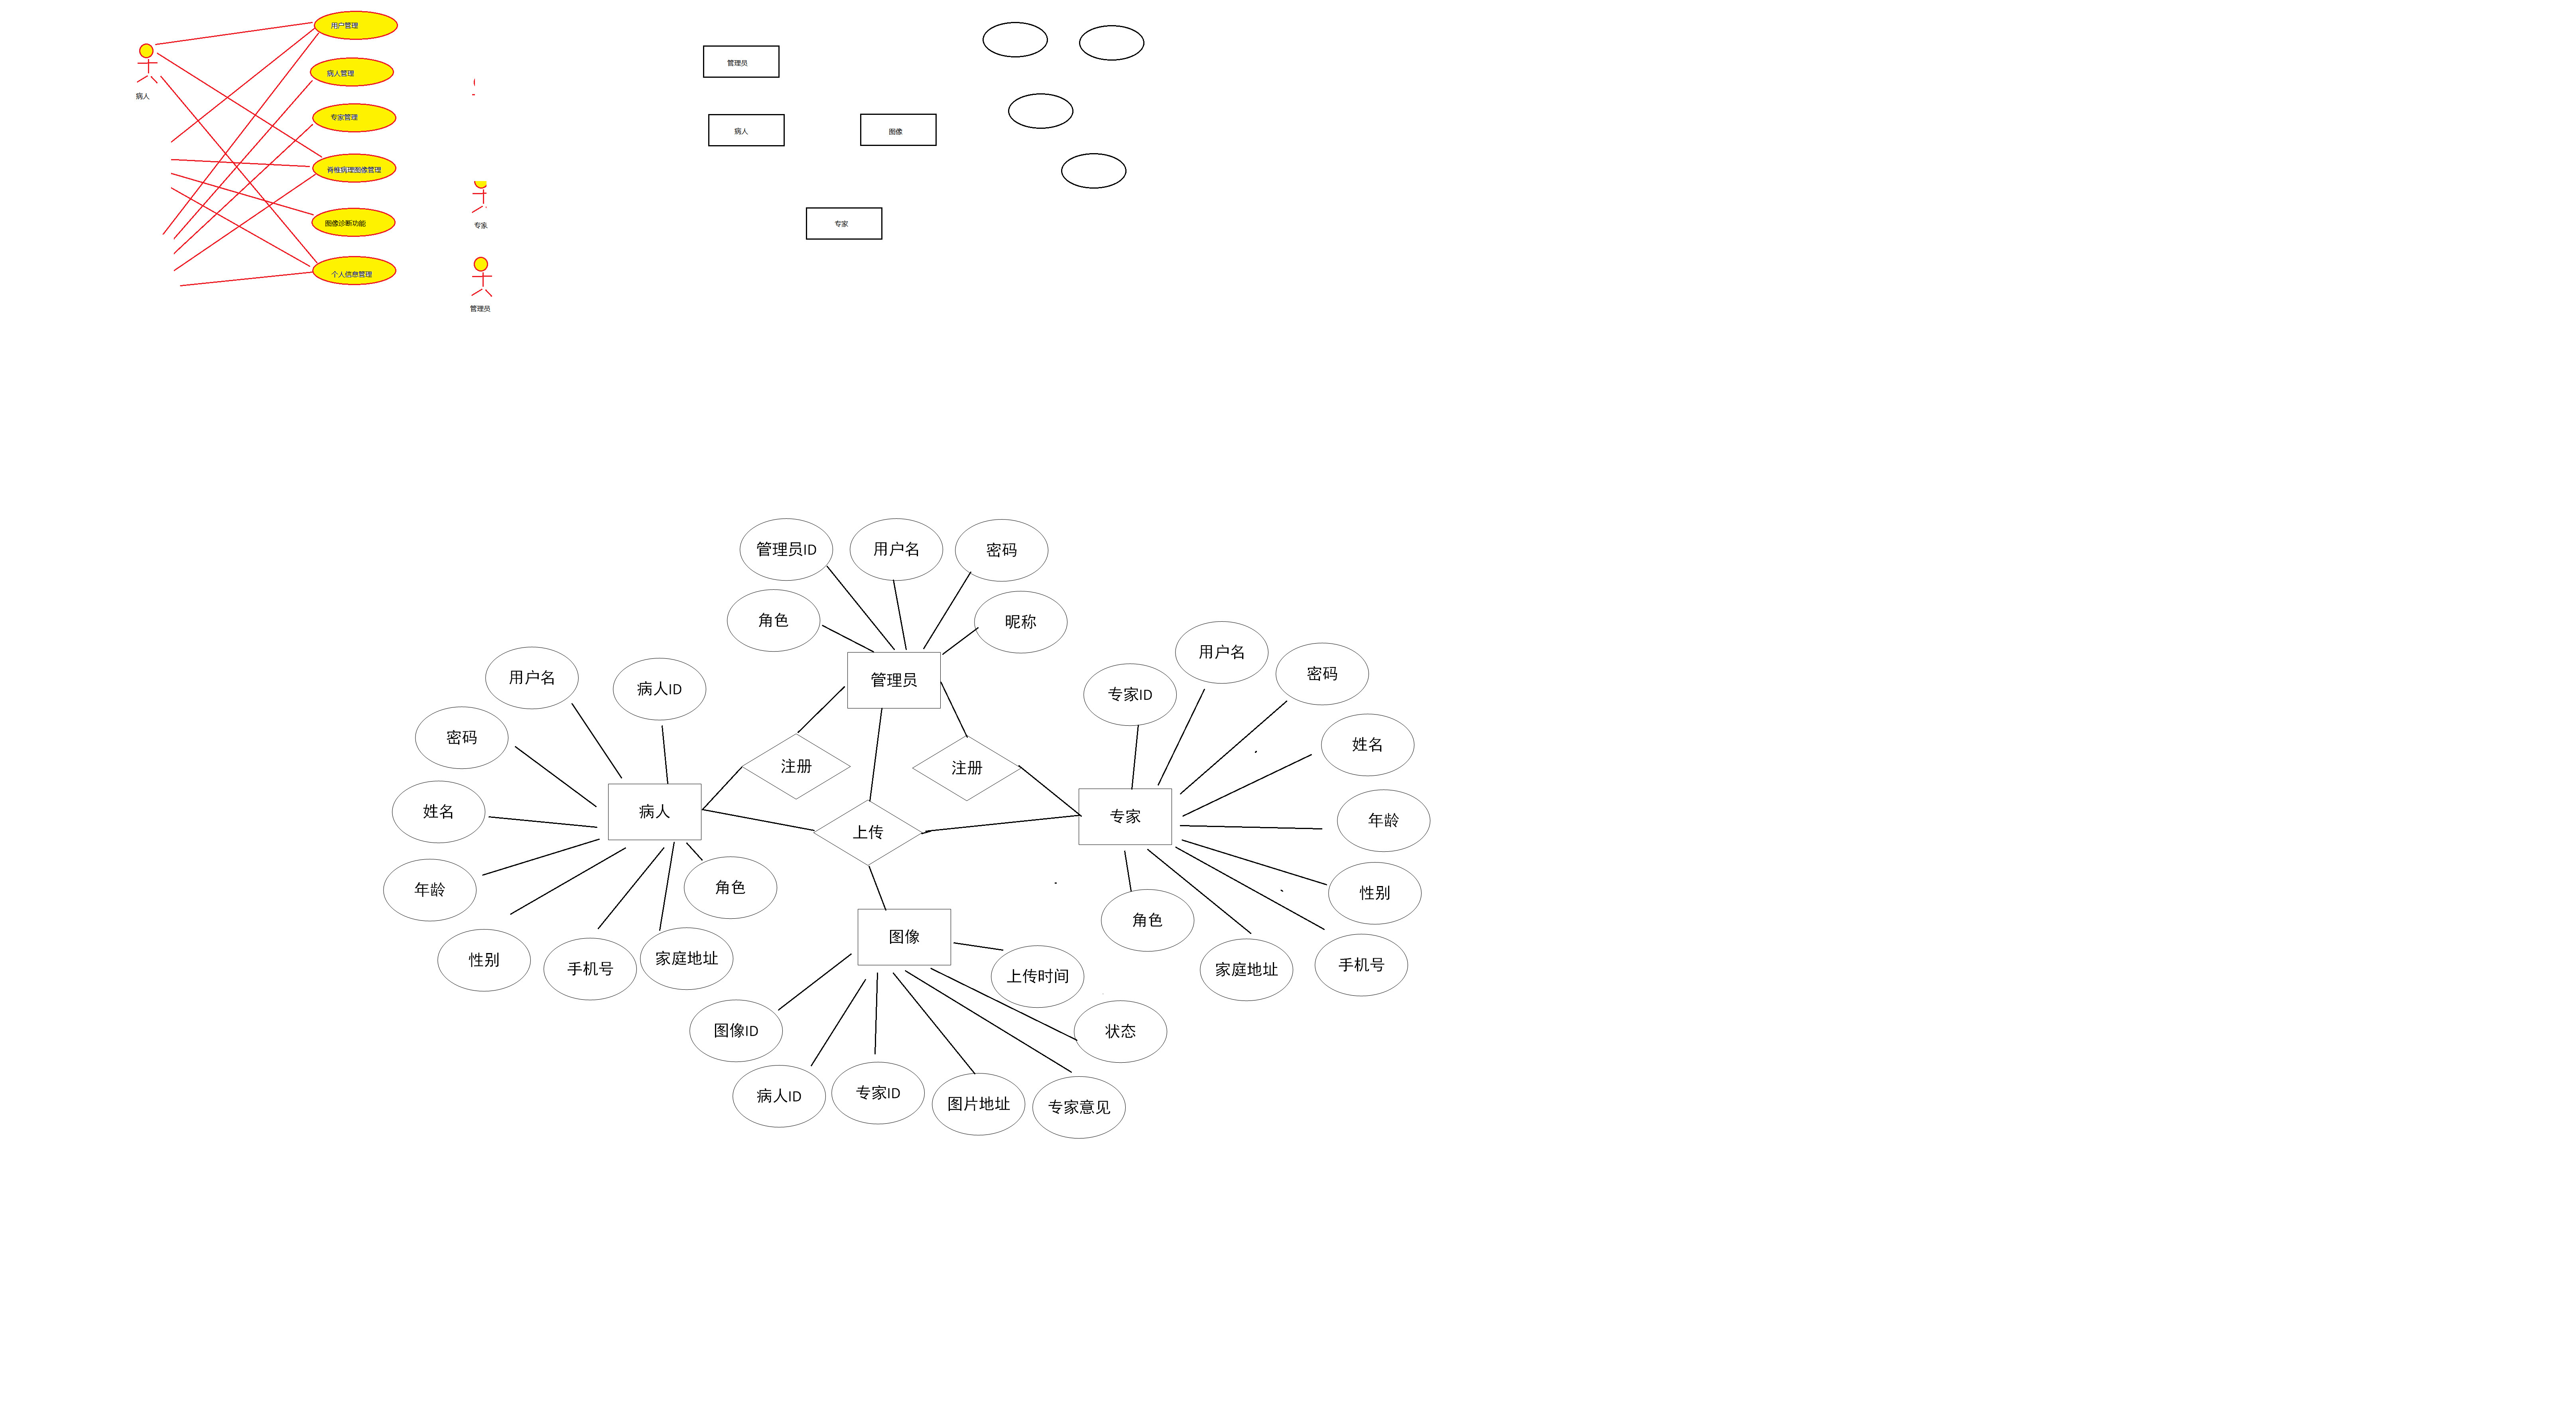 用户管理
病人管理
专家管理
脊椎病理图像管理
图像诊断功能
个人信息管理
病人
专家
管理员
管理员
病人
图像
专家
管理员ID
用户名
密码
角色
昵称
管理员
用户名
病人ID
密码
姓名
年龄
性别
手机号
家庭地址
角色
病人
注册
注册
上传
专家ID
用户名
密码
姓名
年龄
性别
手机号
家庭地址
角色
专家
图像
上传时间
状态
图像ID
病人ID
专家ID
图片地址
专家意见